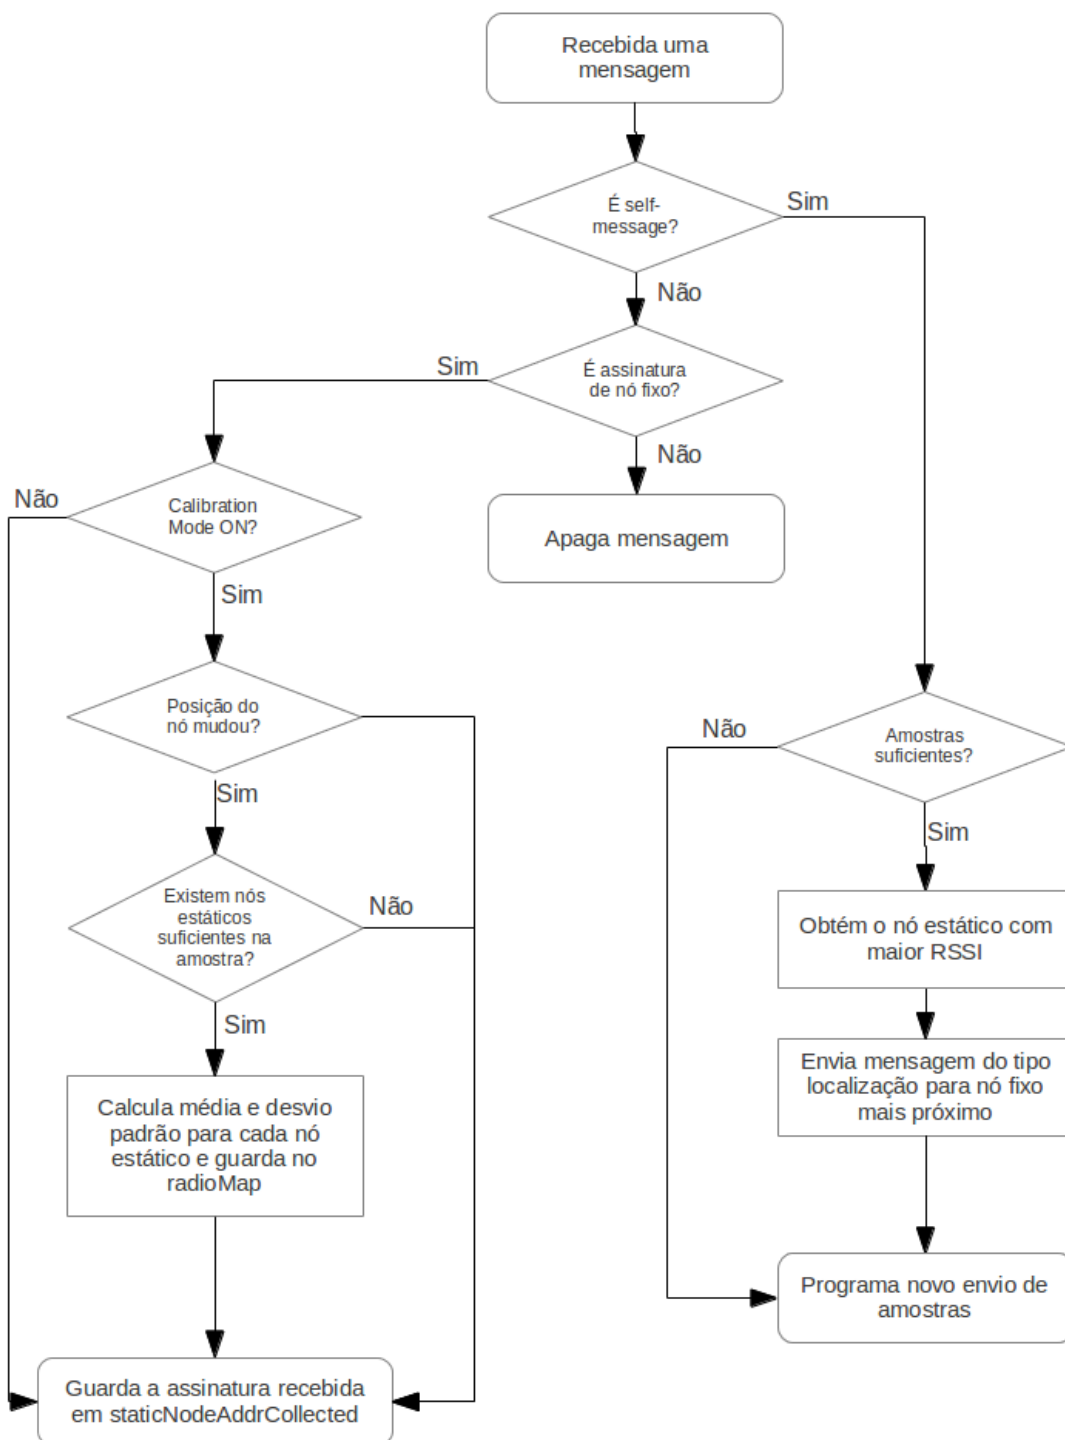 Recebida uma
mensagem
É self-
message?
Sim
Não
É assinatura
de nó fixo?
Sim
Não
Apaga mensagem
Calibration
Mode ON?
Não
Sim
Posição do
nó mudou?
Sim
Existem nós
estáticos
suficientes na
amostra?
Não
Sim
Calcula média e desvio
padrão para cada nó
estático e guarda no
radioMap
Guarda a assinatura recebida
em staticNodeAddrCollected
Amostras
suficientes?
Não
Sim
Obtém o nó estático com
maior RSSI
Envia mensagem do tipo
localização para nó fixo
mais próximo
Programa novo envio de
amostras